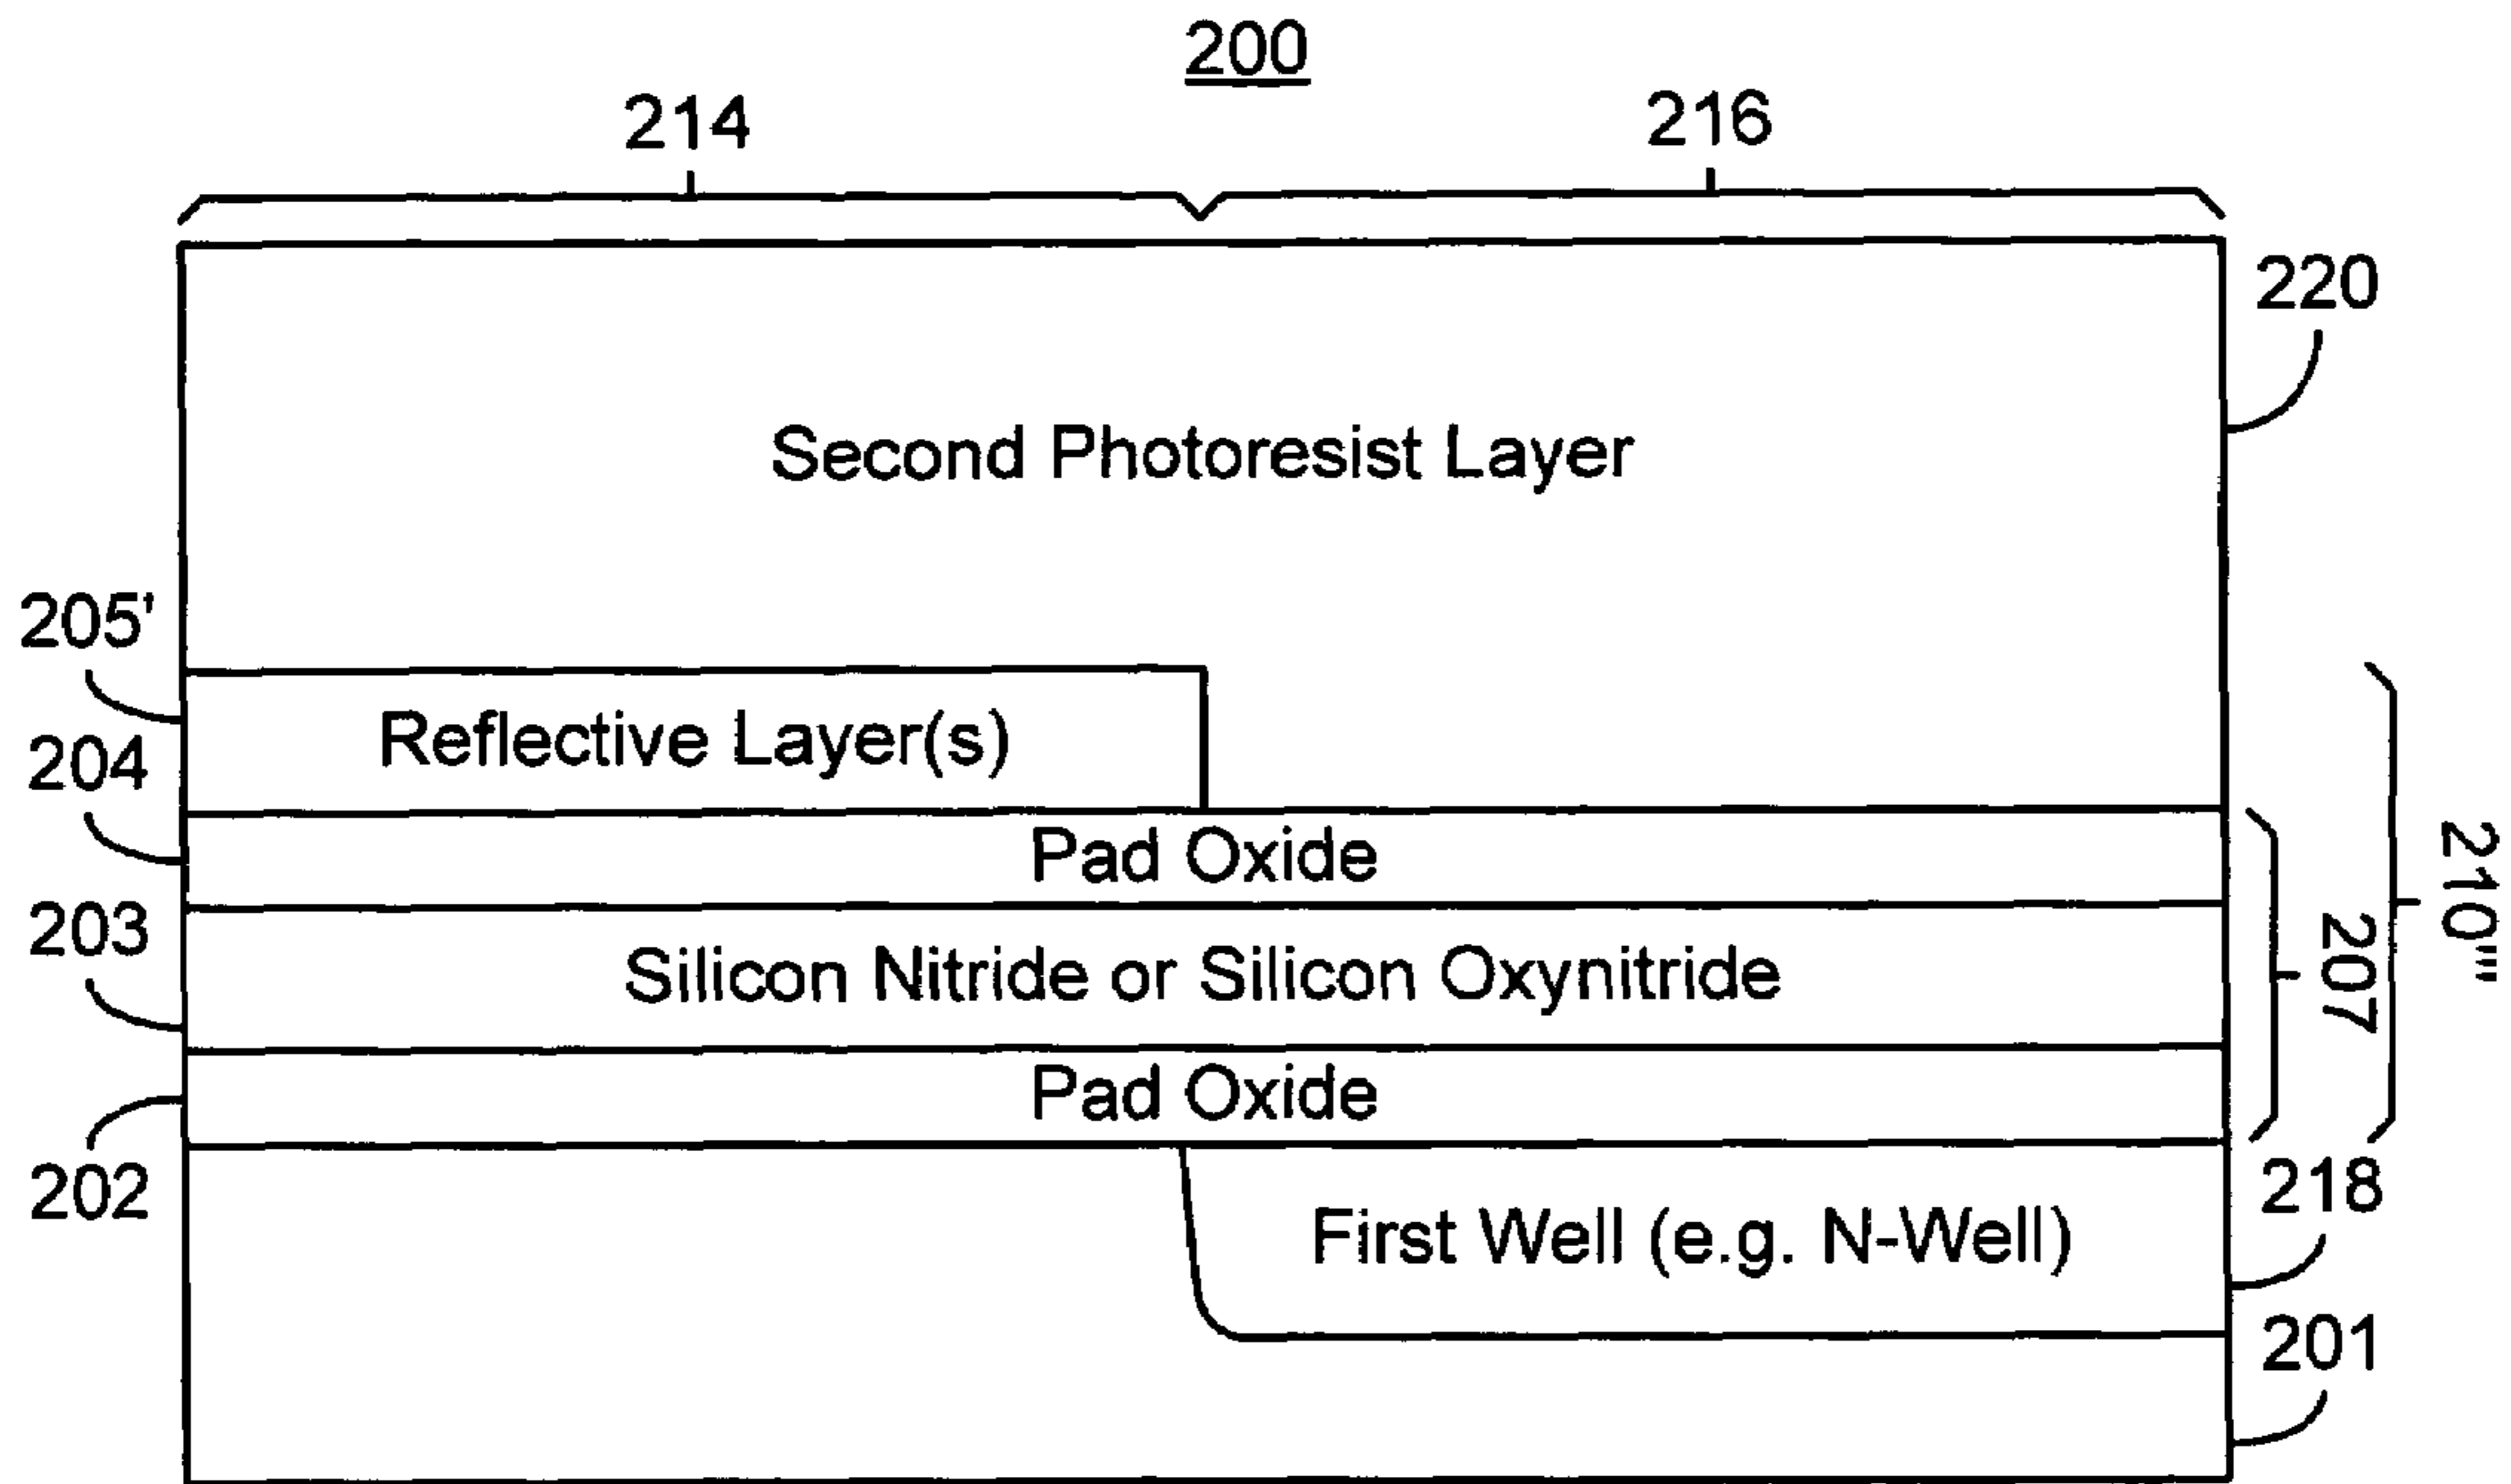 200
214
216
220
Second Photoresist Layer
205'
Reflective Layer(s)
204
Pad Oxide
210'''
203
Silicon Nitride or Silicon Oxynitride
207
Pad Oxide
202
218
First Well (e.g. N-Well)
201